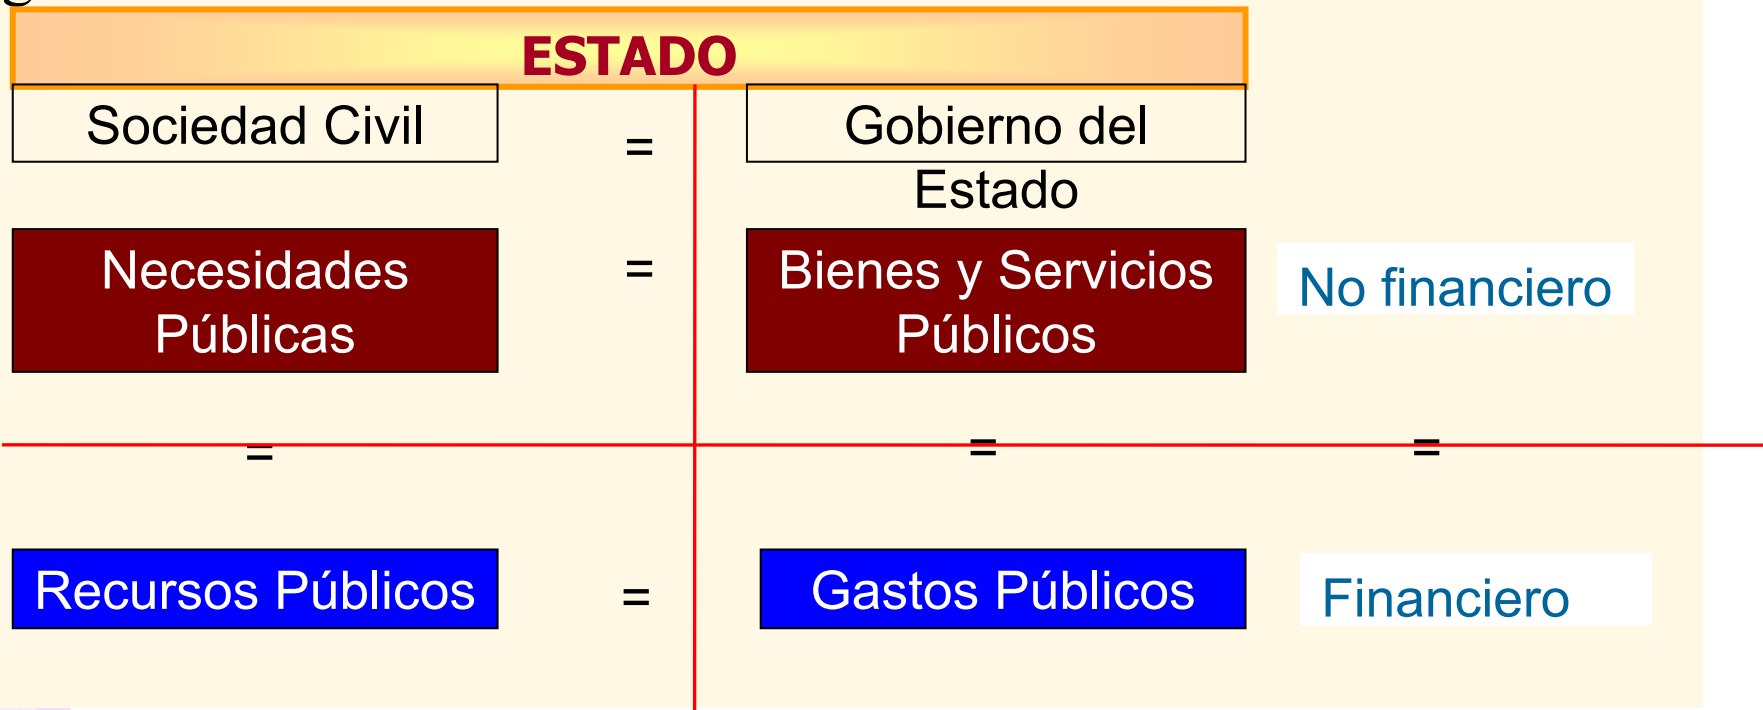 g
ESTADO
Sociedad Civil = Gobierno del
Estado
Necesidades = Bienes y Servicios
Públicas Públicos No financiero
= = =
Recursos Públicos = Gastos Públicos Financiero